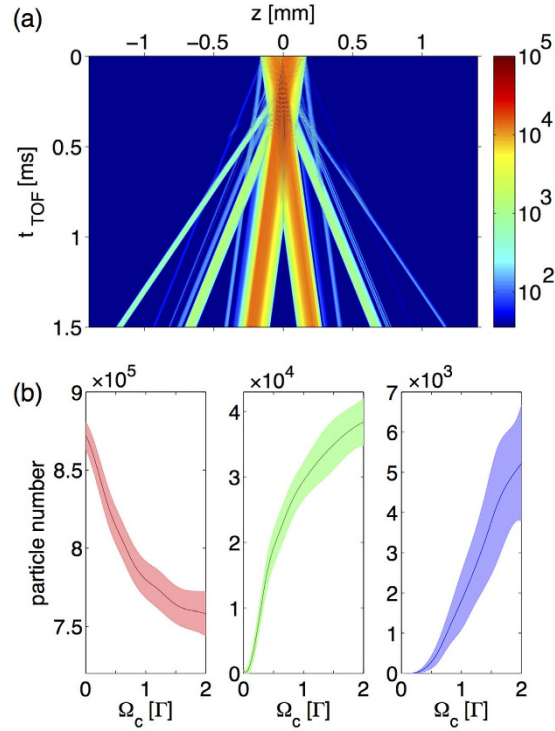 (a)
z [mm]
−1 −0.5 0 0.5 1
0
0.5
1
1.5
t_TOF [ms]
10^5
10^4
10^3
10^2
(b)
×10^5
9
8.5
8
7.5
particle number
0 1 2
Ω_c [Γ]
×10^4
4
3
2
1
0
0 1 2
Ω_c [Γ]
×10^3
7
6
5
4
3
2
1
0
0 1 2
Ω_c [Γ]